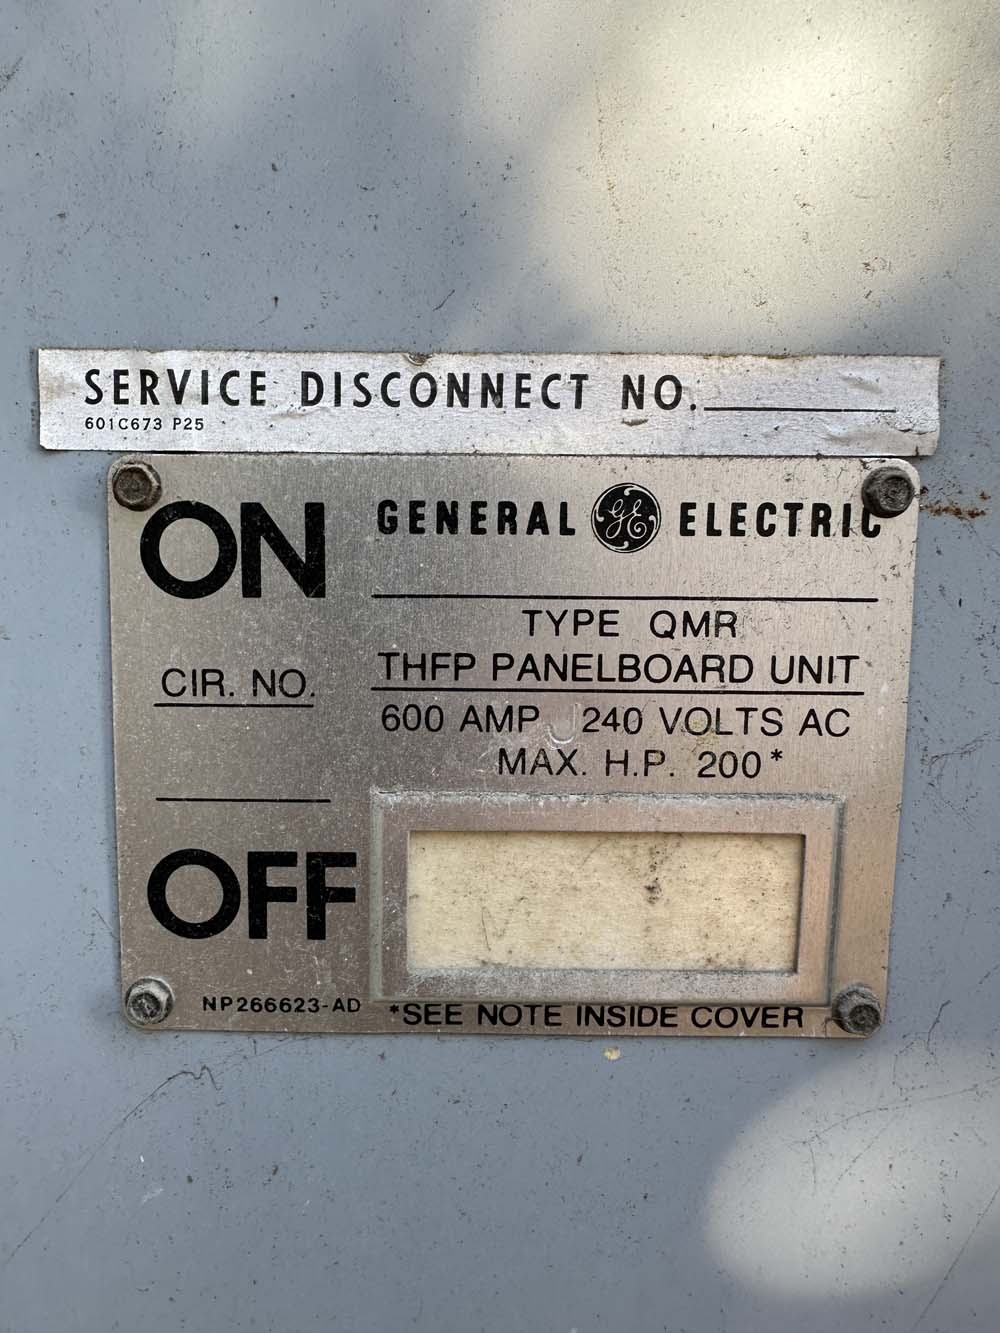 SERVICE DISCONNECT NO.
601C673 P25
ON
GENERAL GE ELECTRIC
TYPE QMR
THFP PANELBOARD UNIT
CIR. NO.
600 AMP 240 VOLTS AC
MAX. H.P. 200*
OFF
NP266623-AD
*SEE NOTE INSIDE COVER